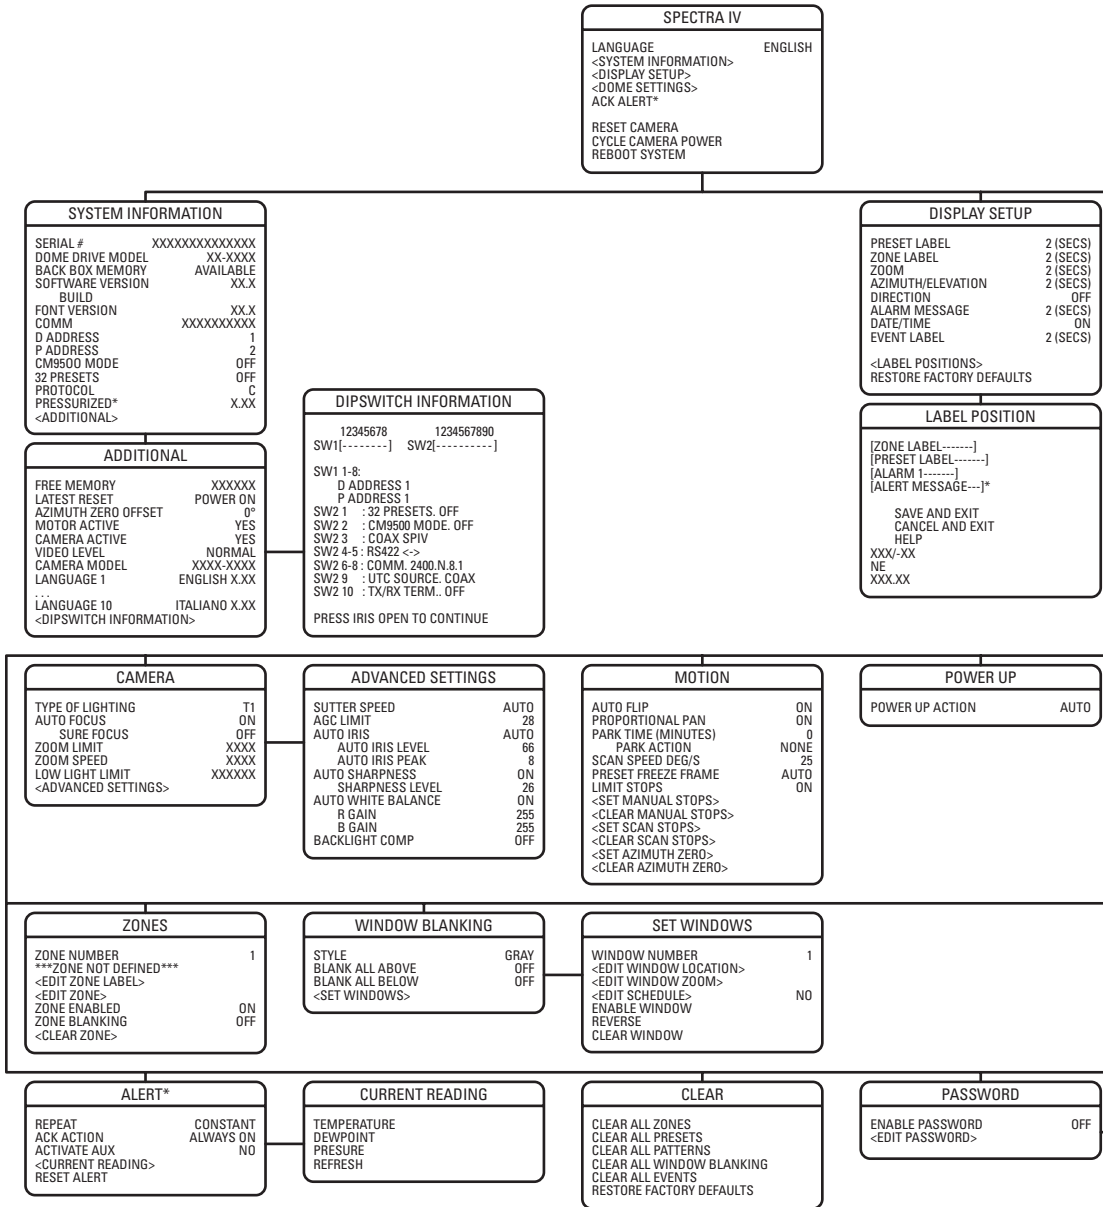 SPECTRA IV
LANGUAGE ENGLISH
<SYSTEM INFORMATION>
<DISPLAY SETUP>
<DOME SETTINGS>
ACK ALERT*
RESET CAMERA
CYCLE CAMERA POWER
REBOOT SYSTEM
SYSTEM INFORMATION
SERIAL # XXXXXXXXXXXXXX
DOME DRIVE MODEL XX-XXXX
BACK BOX MEMORY AVAILABLE
SOFTWARE VERSION XX.X
BUILD
FONT VERSION XX.X
COMM XXXXXXXXXX
D ADDRESS 1
P ADDRESS 2
CM9500 MODE OFF
32 PRESETS OFF
PROTOCOL C
PRESSURIZED* X.XX
<ADDITIONAL>
DISPLAY SETUP
PRESET LABEL 2 (SECS)
ZONE LABEL 2 (SECS)
ZOOM 2 (SECS)
AZIMUTH/ELEVATION 2 (SECS)
DIRECTION OFF
ALARM MESSAGE 2 (SECS)
DATE/TIME ON
EVENT LABEL 2 (SECS)
<LABEL POSITIONS>
RESTORE FACTORY DEFAULTS
ADDITIONAL
FREE MEMORY XXXXXX
LATEST RESET POWER ON
AZIMUTH ZERO OFFSET 0°
MOTOR ACTIVE YES
CAMERA ACTIVE YES
VIDEO LEVEL NORMAL
CAMERA MODEL XXXX-XXXX
LANGUAGE 1 ENGLISH X.XX
. . .
LANGUAGE 10 ITALIANO X.XX
<DIPSWITCH INFORMATION>
DIPSWITCH INFORMATION
12345678 1234567890
SW1[--------] SW2[----------]
SW1 1-8:
D ADDRESS 1
P ADDRESS 1
SW2 1 : 32 PRESETS. OFF
SW2 2 : CM9500 MODE. OFF
SW2 3 : COAX SPIV
SW2 4-5 : RS422 <->
SW2 6-8 : COMM. 2400.N.8.1
SW2 9 : UTC SOURCE. COAX
SW2 10 : TX/RX TERM.. OFF
PRESS IRIS OPEN TO CONTINUE
LABEL POSITION
[ZONE LABEL-------]
[PRESET LABEL-------]
[ALARM 1-------]
[ALERT MESSAGE---]*
SAVE AND EXIT
CANCEL AND EXIT
HELP
XXX/-XX
NE
XXX.XX
CAMERA
TYPE OF LIGHTING T1
AUTO FOCUS ON
SURE FOCUS OFF
ZOOM LIMIT XXXX
ZOOM SPEED XXXX
LOW LIGHT LIMIT XXXXXX
<ADVANCED SETTINGS>
ADVANCED SETTINGS
SUTTER SPEED AUTO
AGC LIMIT 28
AUTO IRIS AUTO
AUTO IRIS LEVEL 66
AUTO IRIS PEAK 8
AUTO SHARPNESS ON
SHARPNESS LEVEL 26
AUTO WHITE BALANCE ON
R GAIN 255
B GAIN 255
BACKLIGHT COMP OFF
MOTION
AUTO FLIP ON
PROPORTIONAL PAN ON
PARK TIME (MINUTES) 0
PARK ACTION NONE
SCAN SPEED DEG/S 25
PRESET FREEZE FRAME AUTO
LIMIT STOPS ON
<SET MANUAL STOPS>
<CLEAR MANUAL STOPS>
<SET SCAN STOPS>
<CLEAR SCAN STOPS>
<SET AZIMUTH ZERO>
<CLEAR AZIMUTH ZERO>
POWER UP
POWER UP ACTION AUTO
ZONES
ZONE NUMBER 1
***ZONE NOT DEFINED***
<EDIT ZONE LABEL>
<EDIT ZONE>
ZONE ENABLED ON
ZONE BLANKING OFF
<CLEAR ZONE>
WINDOW BLANKING
STYLE GRAY
BLANK ALL ABOVE OFF
BLANK ALL BELOW OFF
<SET WINDOWS>
SET WINDOWS
WINDOW NUMBER 1
<EDIT WINDOW LOCATION>
<EDIT WINDOW ZOOM>
<EDIT SCHEDULE> NO
ENABLE WINDOW
REVERSE
CLEAR WINDOW
ALERT*
REPEAT CONSTANT
ACK ACTION ALWAYS ON
ACTIVATE AUX NO
<CURRENT READING>
RESET ALERT
CURRENT READING
TEMPERATURE
DEWPOINT
PRESURE
REFRESH
CLEAR
CLEAR ALL ZONES
CLEAR ALL PRESETS
CLEAR ALL PATTERNS
CLEAR ALL WINDOW BLANKING
CLEAR ALL EVENTS
RESTORE FACTORY DEFAULTS
PASSWORD
ENABLE PASSWORD OFF
<EDIT PASSWORD>